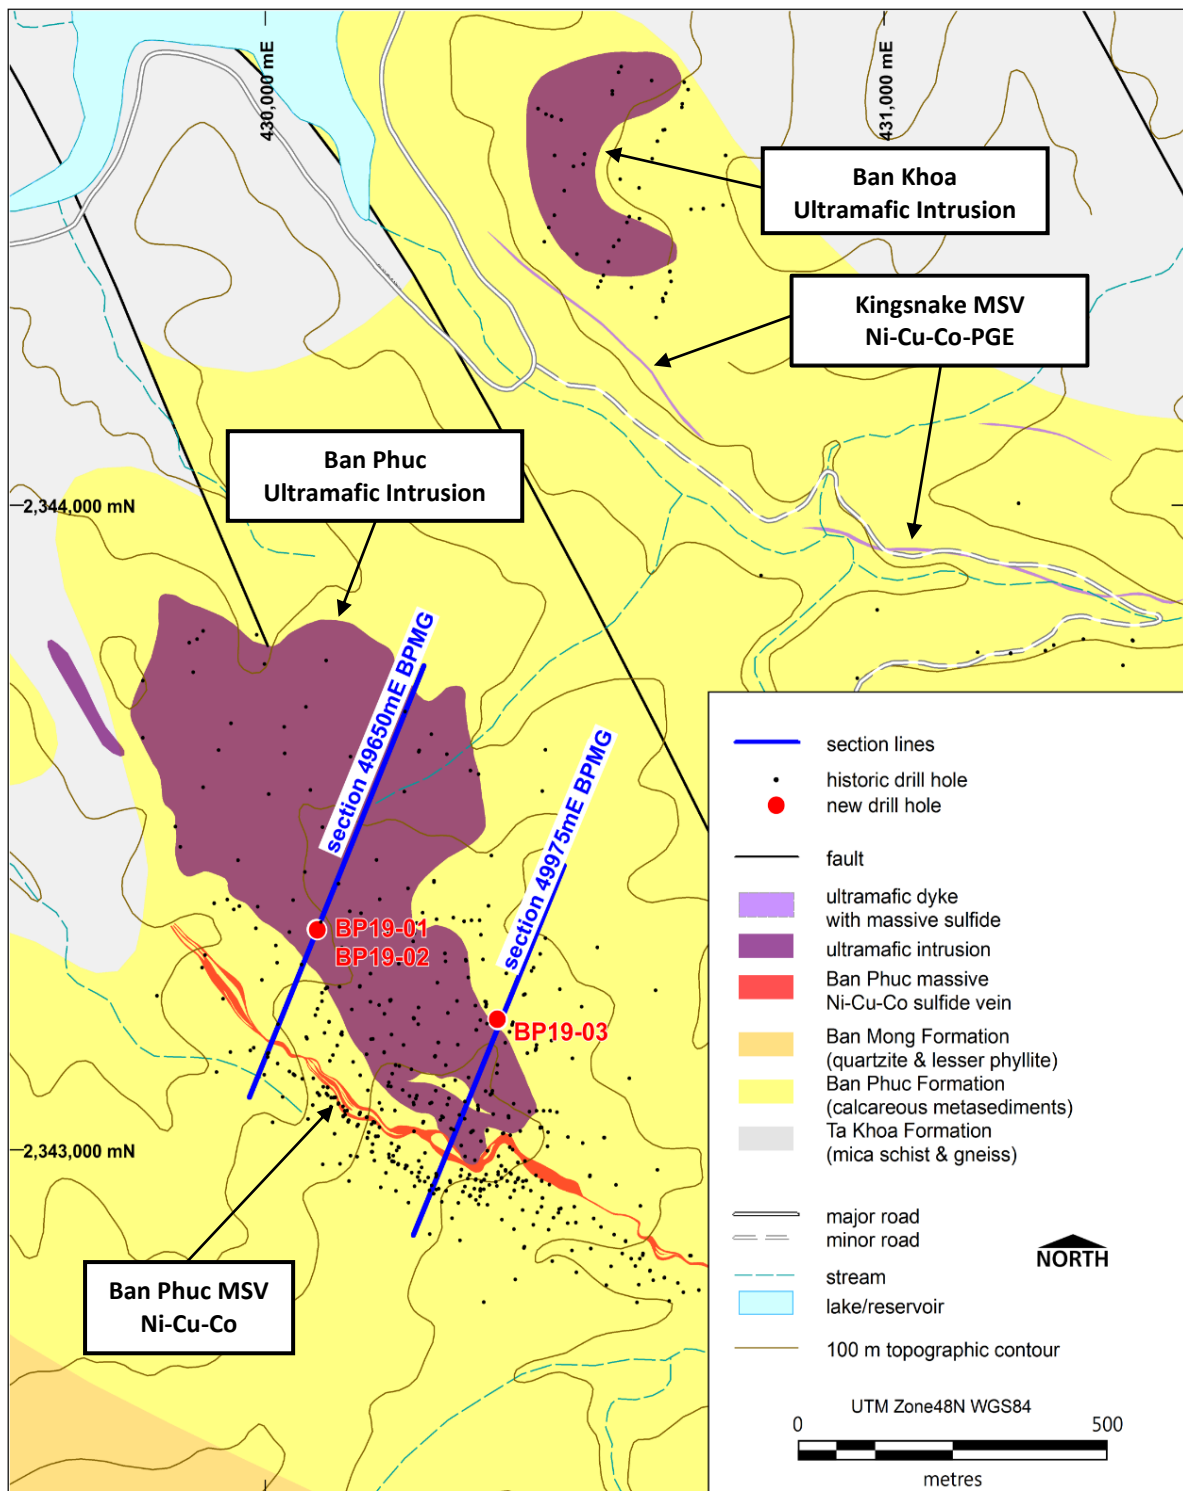 430,000 mE
431,000 mE
Ban Khoa
Ultramafic Intrusion
Kingsnake MSV
Ni-Cu-Co-PGE
Ban Phuc
Ultramafic Intrusion
2,344,000 mN
section 49650mE BPMG
section 49975mE BPMG
BP19-01
BP19-02
BP19-03
2,343,000 mN
Ban Phuc MSV
Ni-Cu-Co
section lines
historic drill hole
new drill hole
fault
ultramafic dyke
with massive sulfide
ultramafic intrusion
Ban Phuc massive
Ni-Cu-Co sulfide vein
Ban Mong Formation
(quartzite & lesser phyllite)
Ban Phuc Formation
(calcareous metasediments)
Ta Khoa Formation
(mica schist & gneiss)
major road
minor road
NORTH
stream
lake/reservoir
100 m topographic contour
UTM Zone48N WGS84
0 500
metres